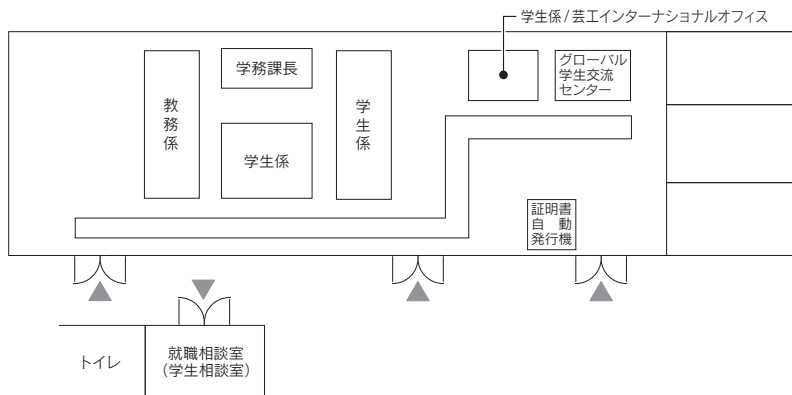 学生係/芸工インターナショナルオフィス
学務課長
グローバル
学生交流
センター
教務係
学生係
学生係
証明書
自動
発行機
トイレ
就職相談室
(学生相談室)